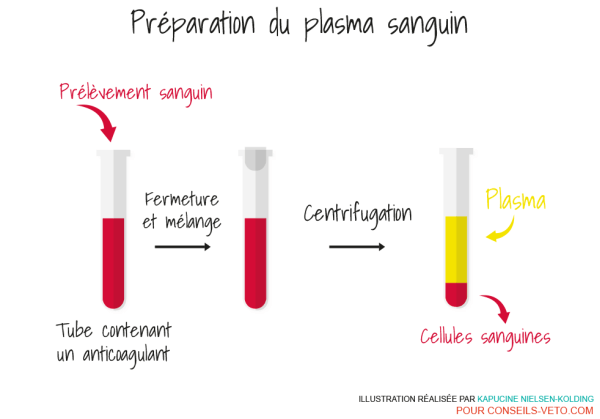 Préparation du plasma sanguin
Prélèvement sanguin
Fermeture
et mélange
Centrifugation
Plasma
Tube contenant
un anticoagulant
Cellules sanguines
ILLUSTRATION RÉALISÉE PAR KAPUCINE NIELSEN-KOLDING
POUR CONSEILS-VETO.COM